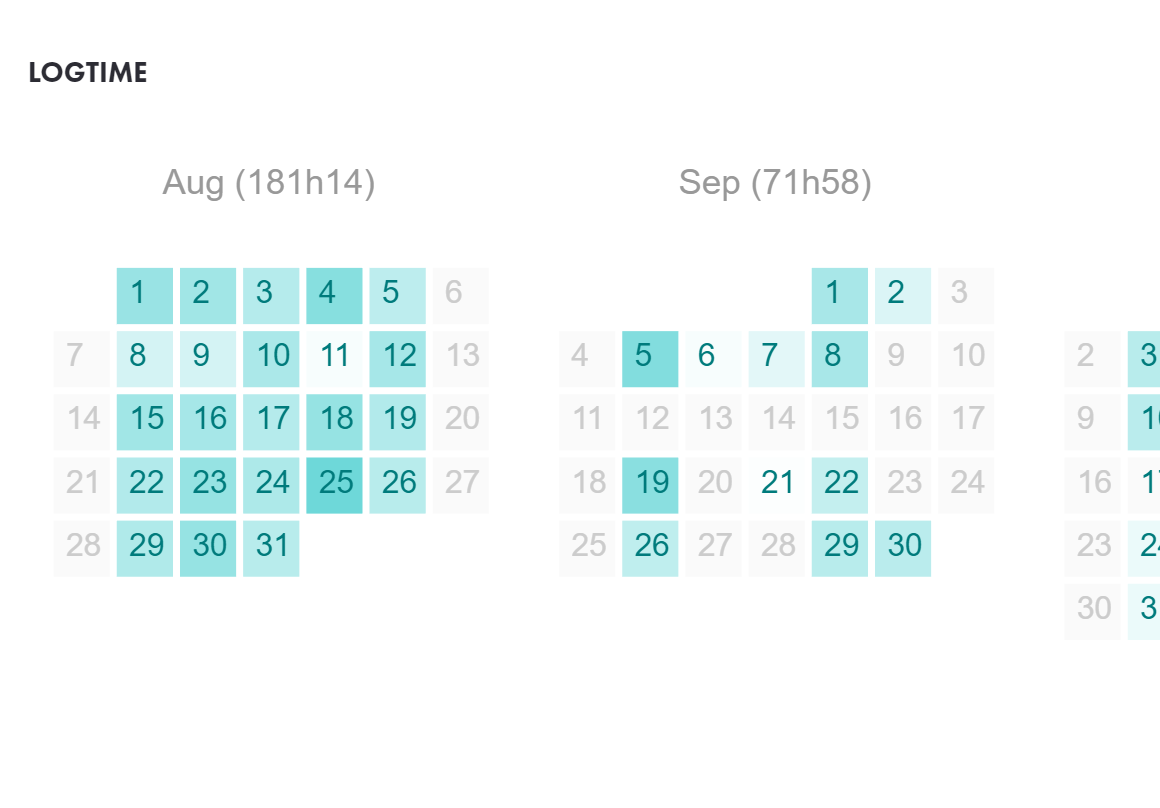 LOGTIME
Aug (181h14)
1 2 3 4 5 6
7 8 9 10 11 12 13
14 15 16 17 18 19 20
21 22 23 24 25 26 27
28 29 30 31
Sep (71h58)
1 2 3
4 5 6 7 8 9 10
11 12 13 14 15 16 17
18 19 20 21 22 23 24
25 26 27 28 29 30
2 3
9
16
23
30